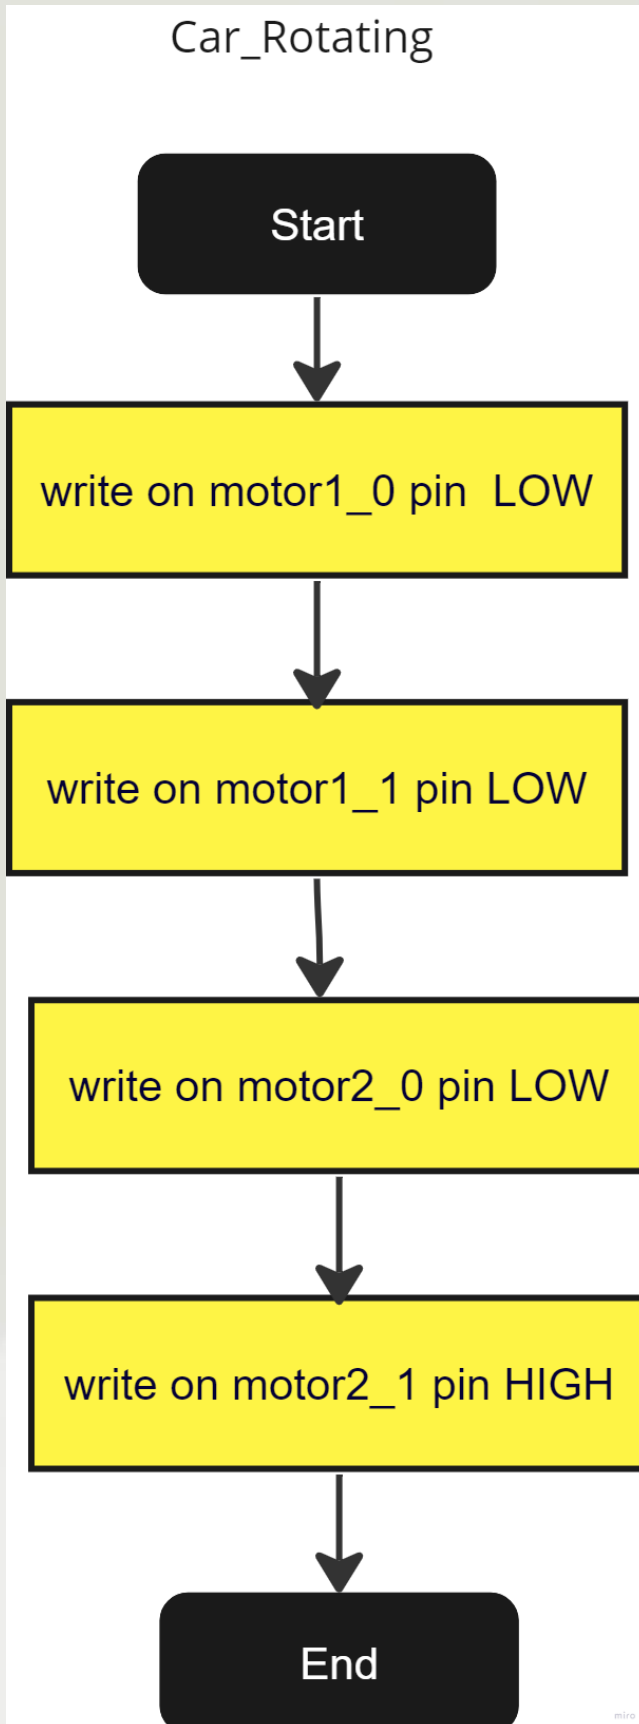 Car_Rotating
Start
write on motor1_0 pin  LOW
write on motor1_1 pin LOW
write on motor2_0 pin LOW
write on motor2_1 pin HIGH
End
miro